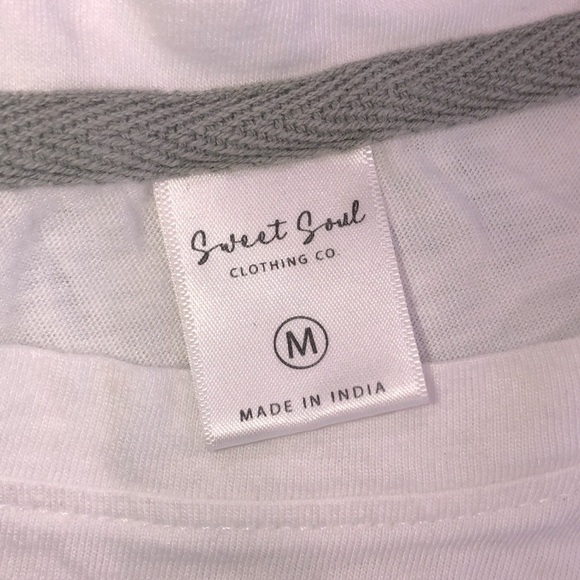 Sweet Soul
CLOTHING CO.
M
MADE IN INDIA